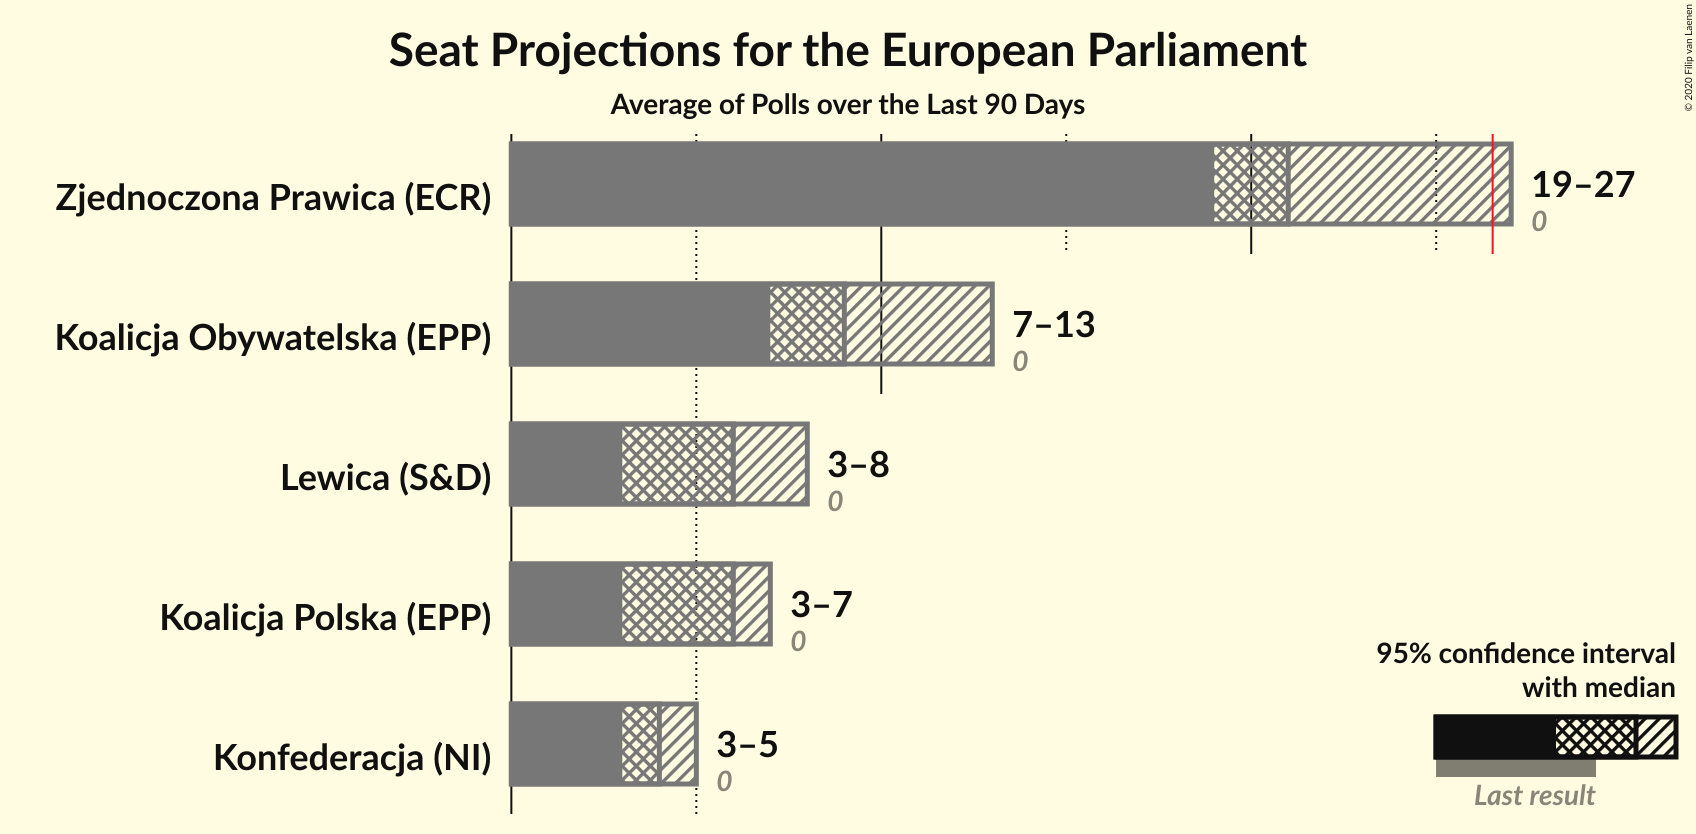 Seat Projections for the European Parliament
Average of Polls over the Last 90 Days
© 2020 Filip van Laenen
Zjednoczona Prawica (ECR)
19–27
0
Koalicja Obywatelska (EPP)
7–13
0
Lewica (S&D)
3–8
0
Koalicja Polska (EPP)
3–7
0
Konfederacja (NI)
3–5
0
95% confidence interval
with median
Last result